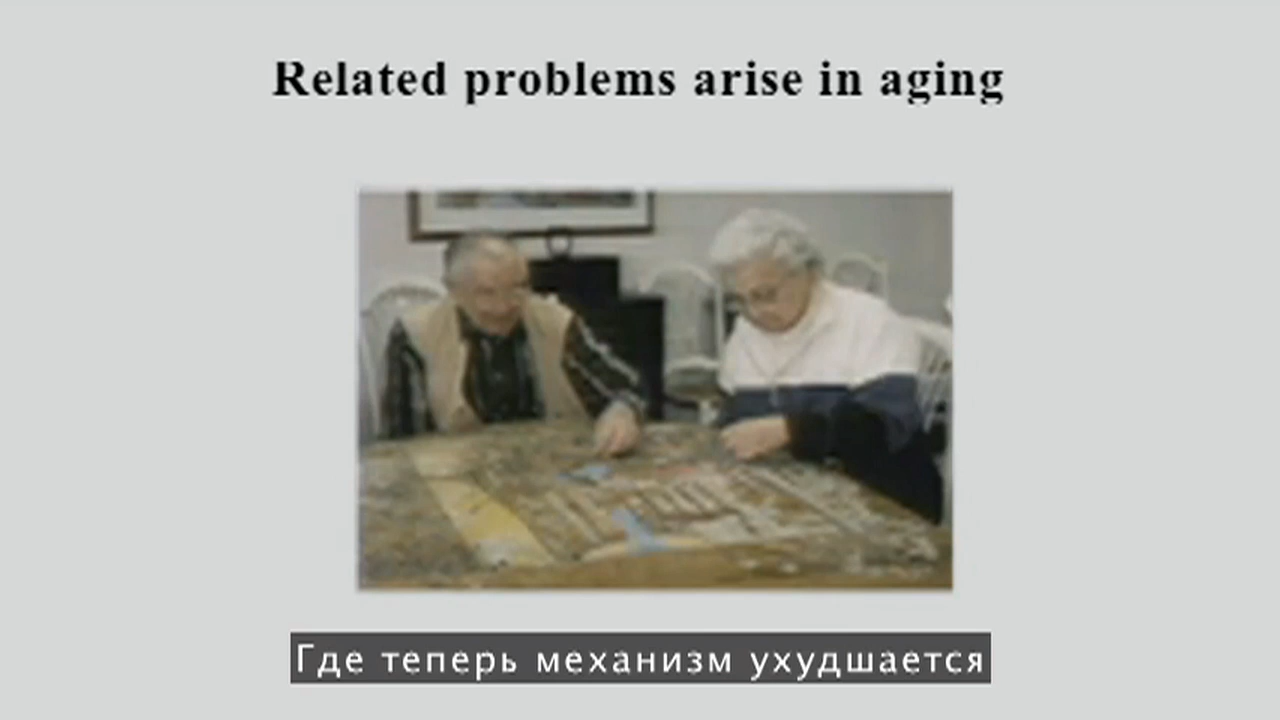 Related problems arise in aging
Где теперь механизм ухудшается